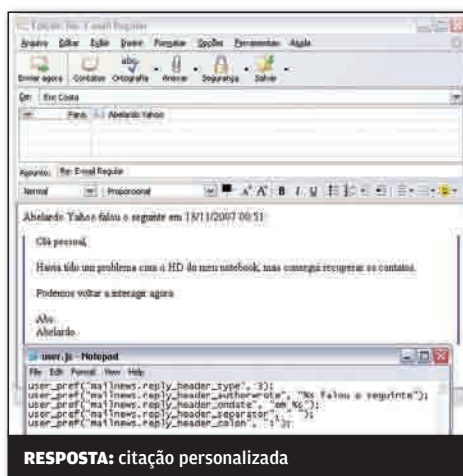 Edição: Re: E-mail Regular
Arquivo Editar Exibir Inserir Formatar Opções Ferramentas Ajuda
Enviar agora Contatos Ortografia Anexar Segurança Salvar
De: Eric Costa
Para: Abelardo Yahoo
Assunto: Re: E-mail Regular
Normal Proporcional
Abelardo Yahoo falou o seguinte em 18/11/2007 00:51:
Olá pessoal,
Havia tido um problema com o HD do meu notebook, mas consegui recuperar os contatos.
Podemos voltar a interagir agora
Abs
Abelardo
user.js - Notepad
File Edit Format View Help
user_pref("mailnews.reply_header_type", 3);
user_pref("mailnews.reply_header_authorwrote", "%s falou o seguinte");
user_pref("mailnews.reply_header_ondate", "em %s");
user_pref("mailnews.reply_header_separator", " ");
user_pref("mailnews.reply_header_colon", ":");
RESPOSTA: citação personalizada